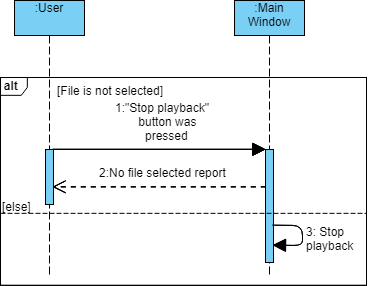 :User
:Main
Window
alt
[File is not selected]
1:"Stop playback"
button was
pressed
2:No file selected report
[else]
3: Stop
playback